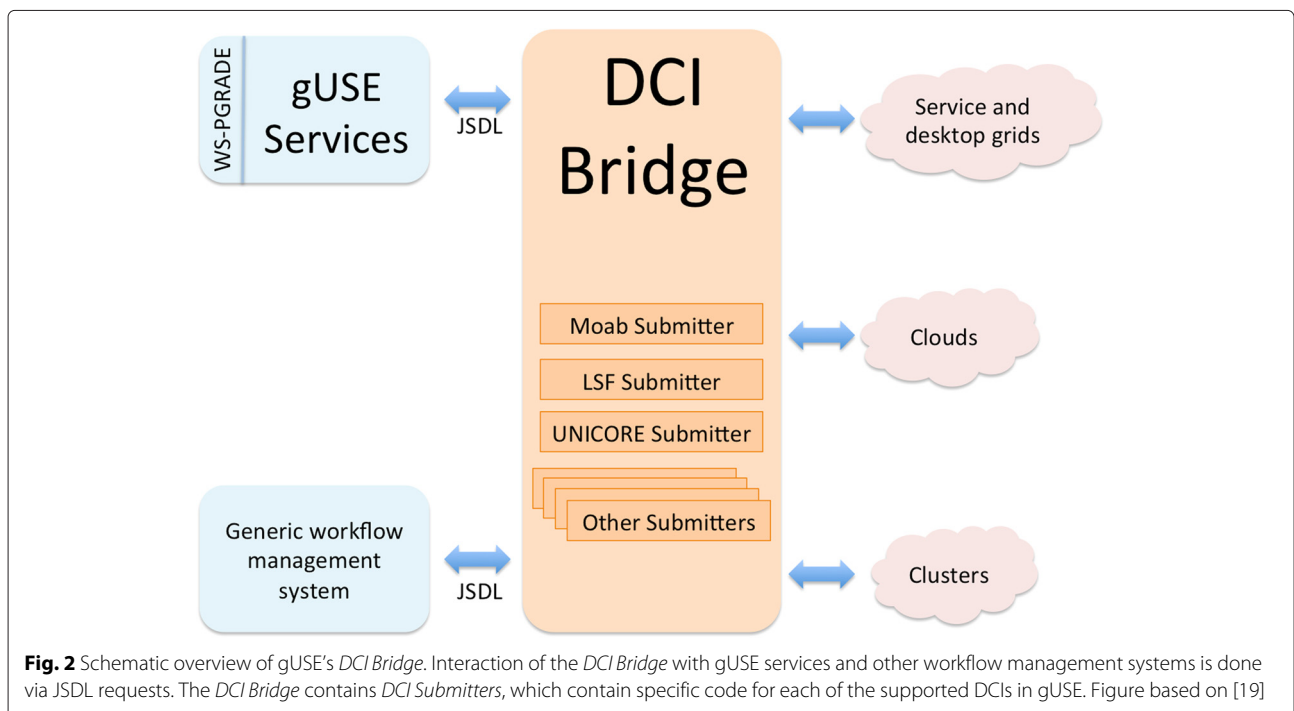 WS-PGRADE
gUSE
Services
JSDL
DCI
Bridge
Service and
desktop grids
Moab Submitter
LSF Submitter
UNICORE Submitter
Other Submitters
Clouds
Generic workflow
management
system
JSDL
Clusters
Fig. 2 Schematic overview of gUSE's DCI Bridge. Interaction of the DCI Bridge with gUSE services and other workflow management systems is done
via JSDL requests. The DCI Bridge contains DCI Submitters, which contain specific code for each of the supported DCIs in gUSE. Figure based on [19]